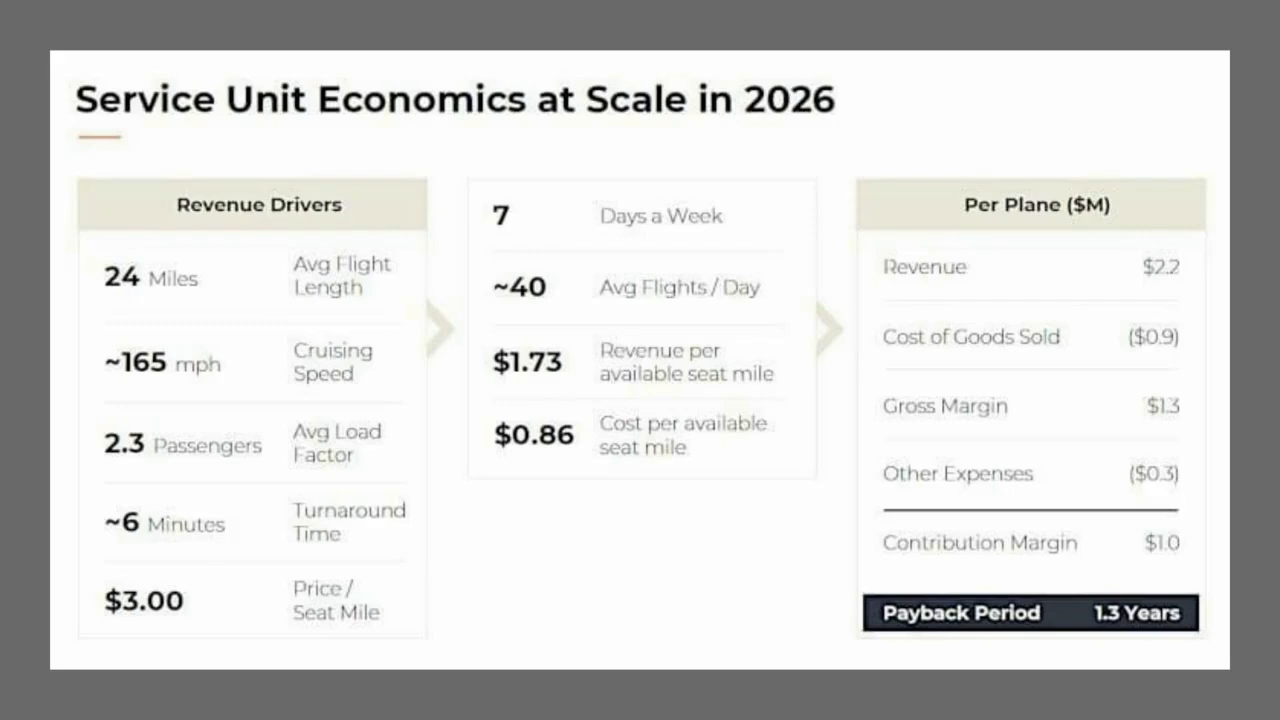 Service Unit Economics at Scale in 2026
Revenue Drivers
24 Miles
Avg Flight
Length
~165 mph
Cruising
Speed
2.3 Passengers
Avg Load
Factor
~6 Minutes
Turnaround
Time
$3.00
Price /
Seat Mile
7 Days a Week
~40 Avg Flights / Day
$1.73
Revenue per
available seat mile
$0.86
Cost per available
seat mile
Per Plane ($M)
Revenue $2.2
Cost of Goods Sold ($0.9)
Gross Margin $1.3
Other Expenses ($0.3)
Contribution Margin $1.0
Payback Period 1.3 Years